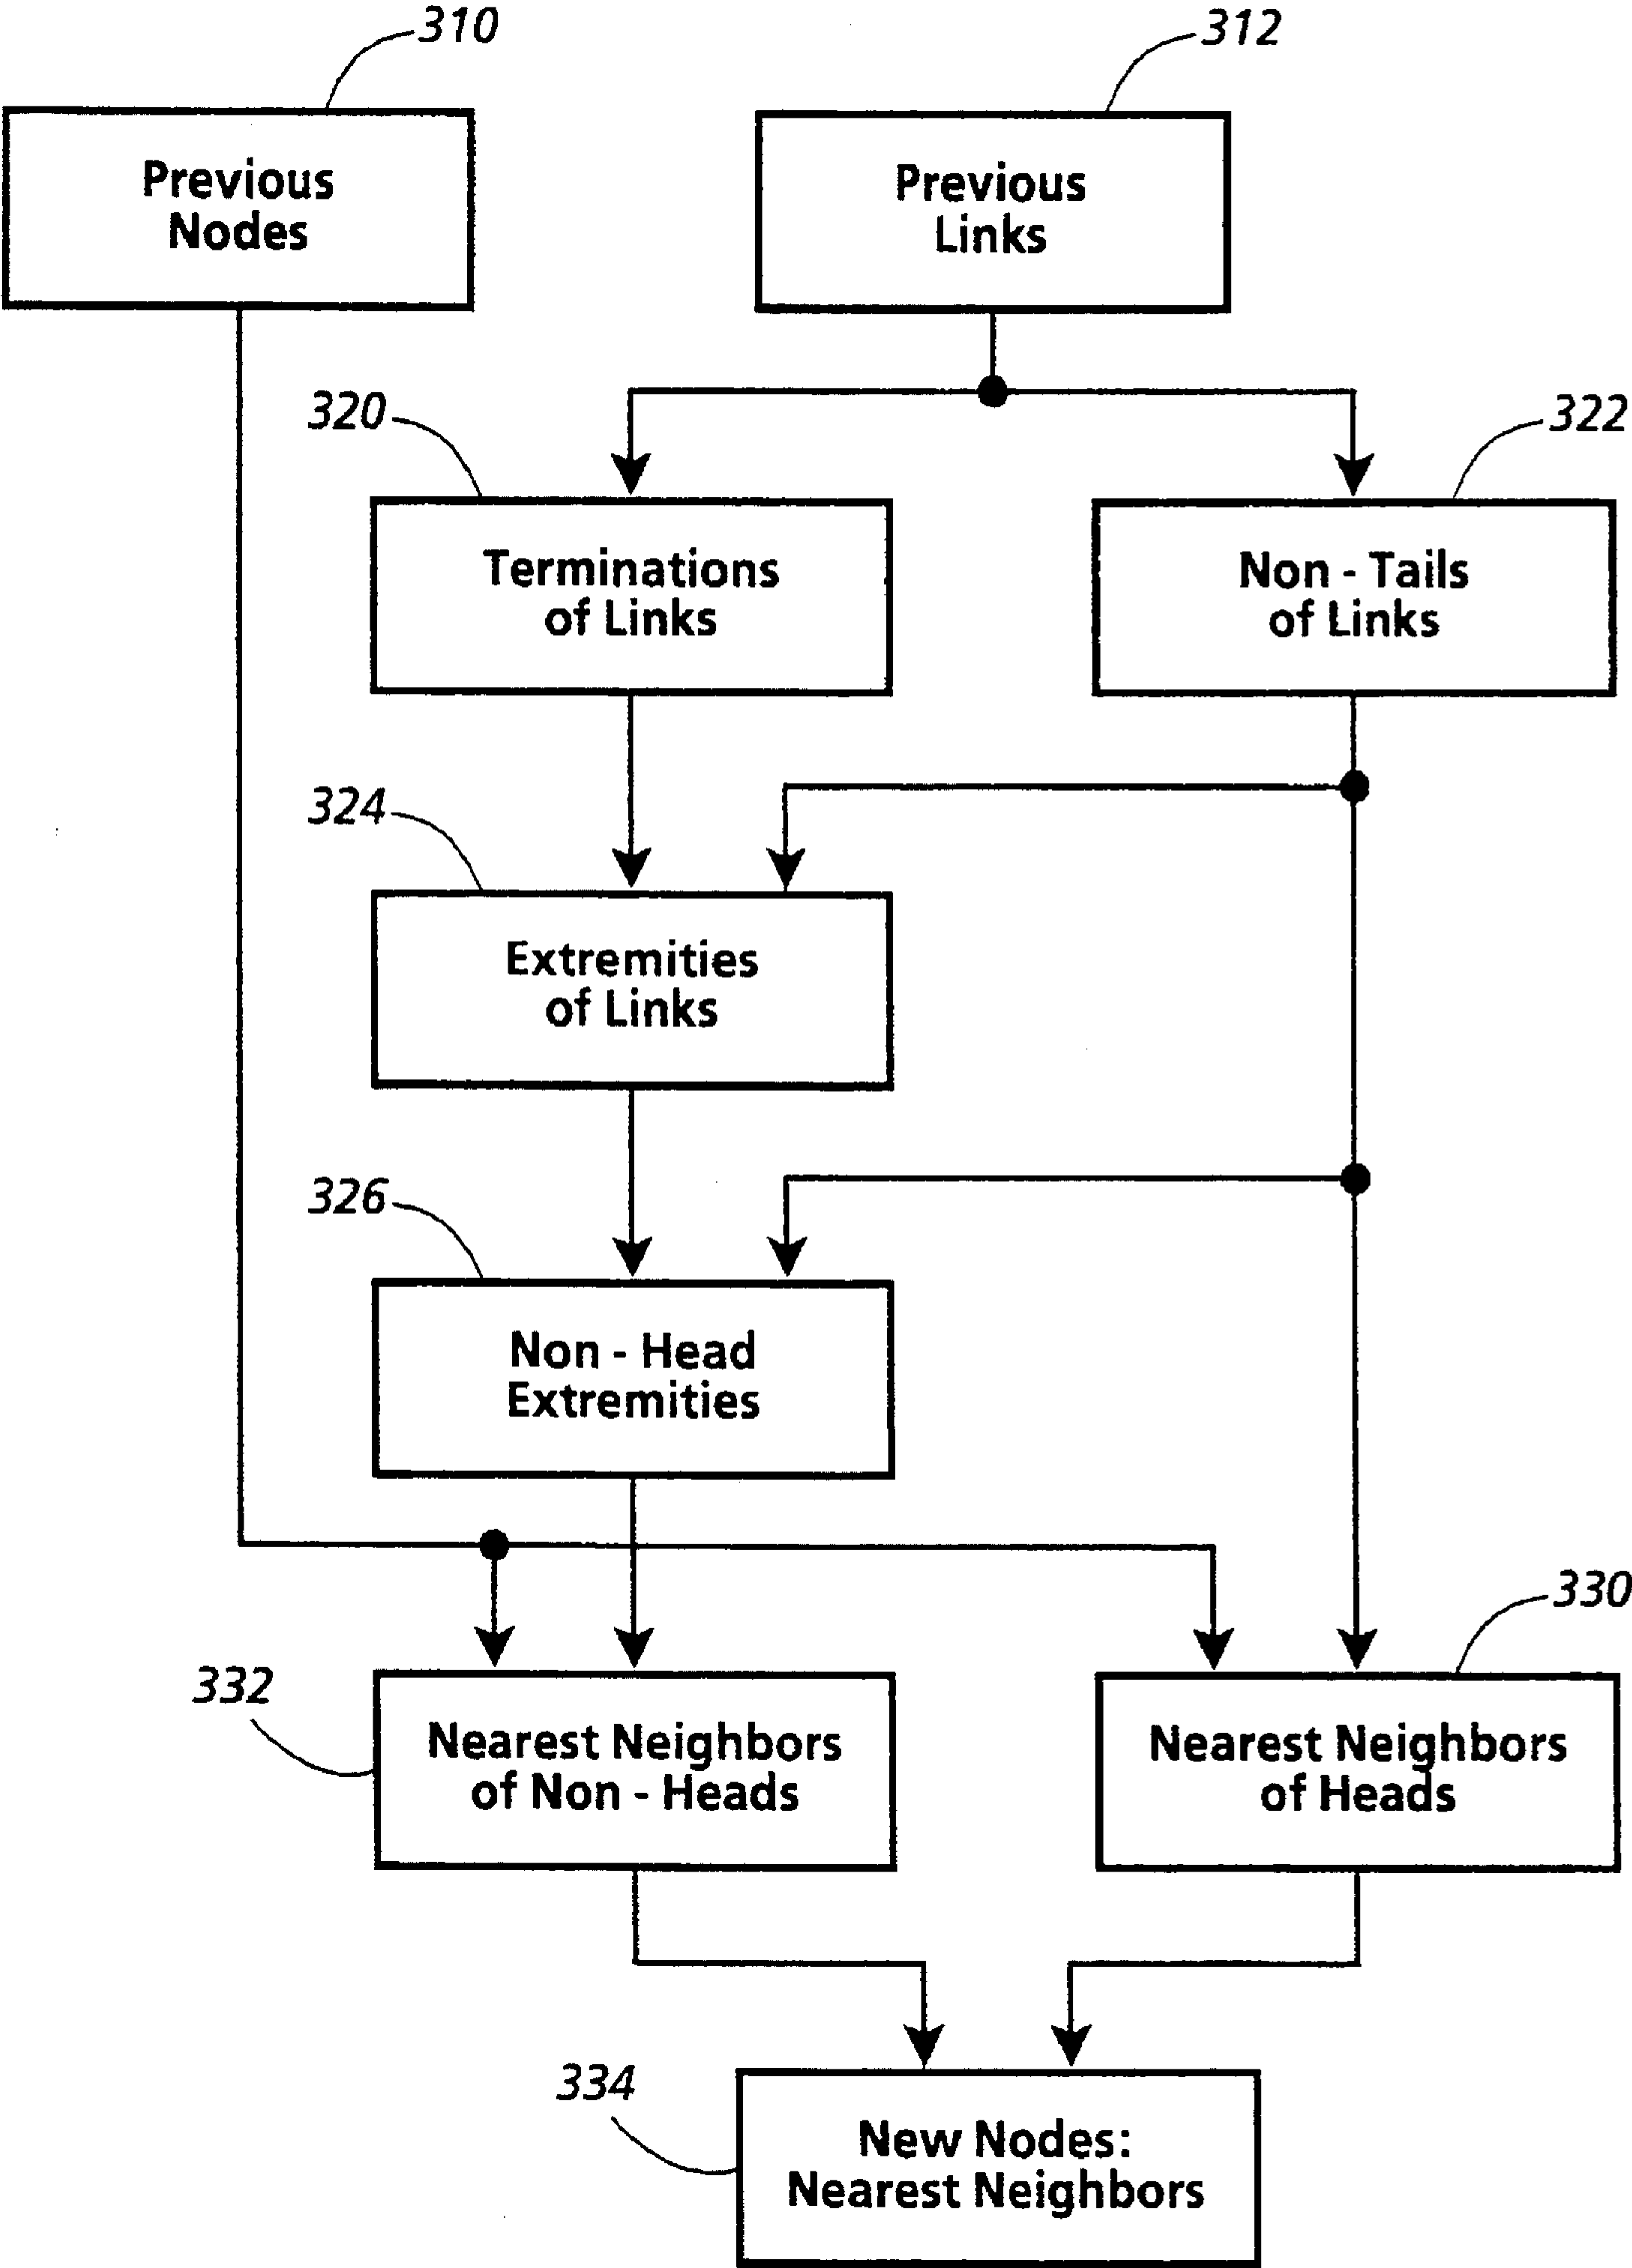 310
312
Previous
Nodes
Previous
Links
320
322
Terminations
of Links
Non - Tails
of Links
324
Extremities
of Links
326
Non - Head
Extremities
330
332
Nearest Neighbors
of Non - Heads
Nearest Neighbors
of Heads
334
New Nodes:
Nearest Neighbors